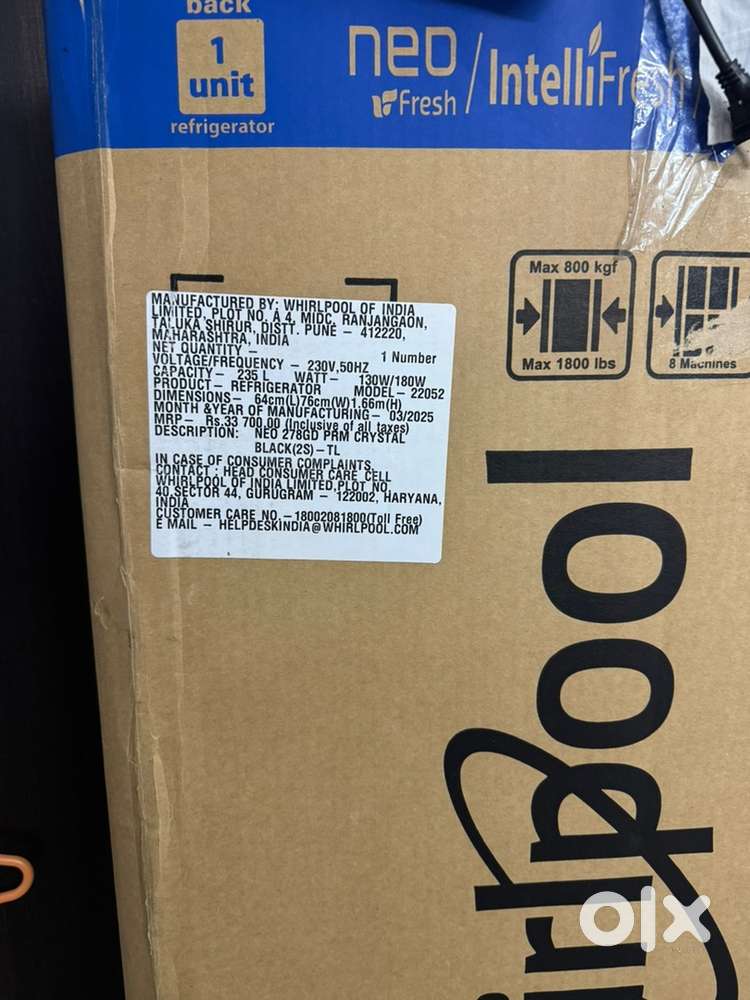 back
1
unit
refrigerator
neo
Fresh
/
IntelliFresh
Max 800 kgf
Max 1800 lbs
8 Machines
MANUFACTURED BY: WHIRLPOOL OF INDIA
LIMITED, PLOT NO. A 4, MIDC, RANJANGAON,
TALUKA SHIRUR, DISTT. PUNE – 412220,
MAHARASHTRA, INDIA
NET QUANTITY – 1 Number
VOLTAGE/FREQUENCY – 230V,50HZ
CAPACITY – 235 L WATT– 130W/180W
PRODUCT – REFRIGERATOR MODEL – 22052
DIMENSIONS – 64cm(L)76cm(W)1.66m(H)
MONTH &YEAR OF MANUFACTURING– 03/2025
MRP– Rs.33 700.00 (Inclusive of all taxes)
DESCRIPTION: NEO 278GD PRM CRYSTAL
BLACK(2S)–TL
IN CASE OF CONSUMER COMPLAINTS
CONTACT : HEAD CONSUMER CARE CELL
WHIRLPOOL OF INDIA LIMITED,PLOT NO.
40,SECTOR 44, GURUGRAM – 122002, HARYANA,
INDIA
CUSTOMER CARE NO.–18002081800(Toll Free)
E MAIL – HELPDESKINDIA@WHIRLPOOL.COM
irlpool
olx